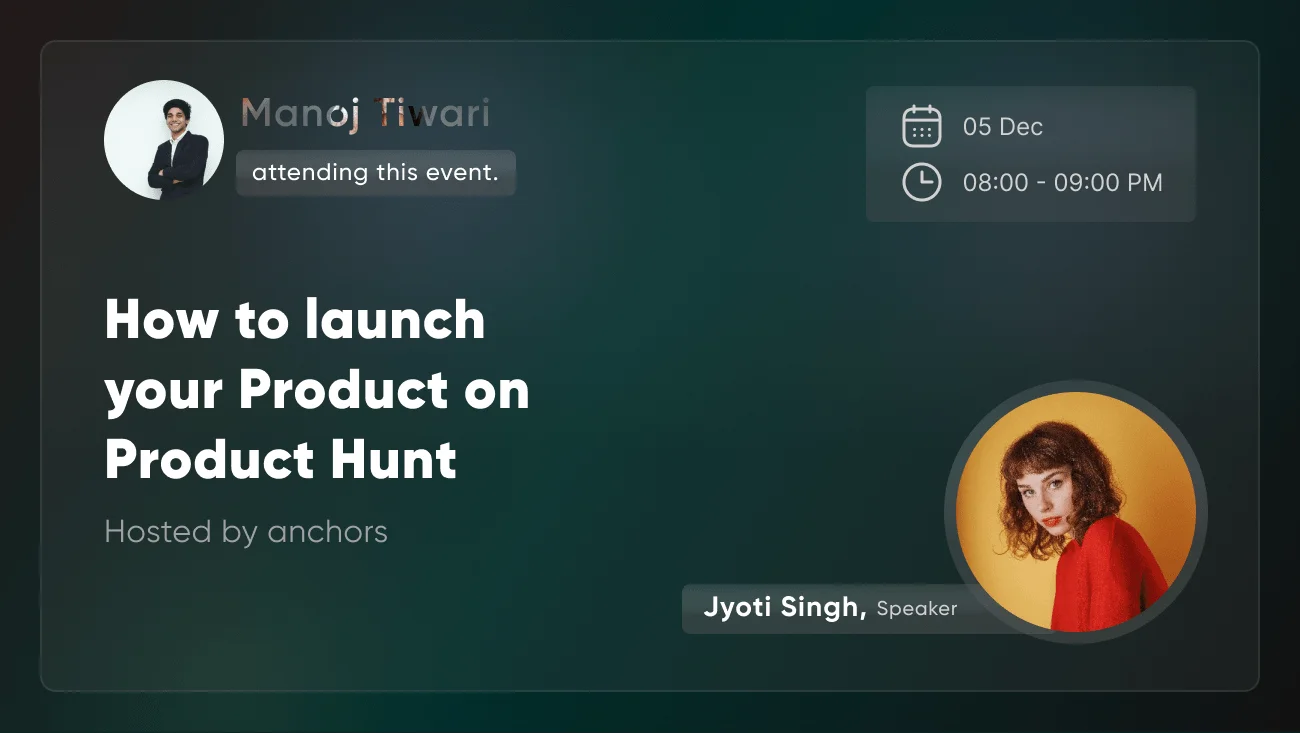 Manoj Tiwari
attending this event.
05 Dec
08:00 - 09:00 PM
How to launch
your Product on
Product Hunt
Hosted by anchors
Jyoti Singh, Speaker